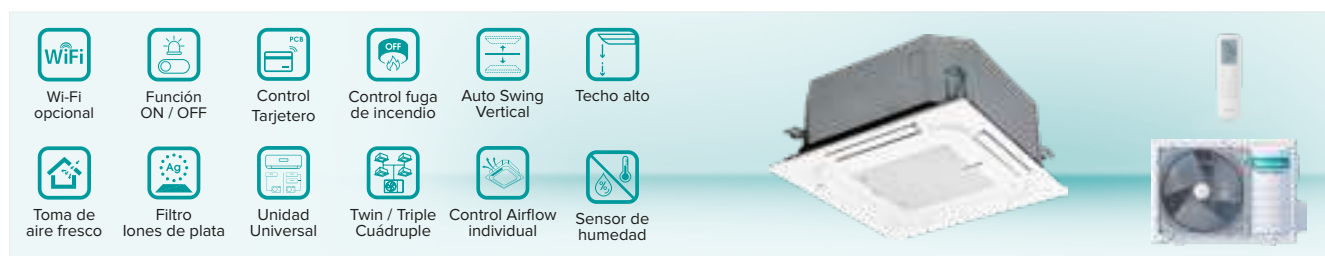 WiFi
PCB
OFF
Wi-Fi
opcional
Función
ON / OFF
Control
Tarjetero
Control fuga
de incendio
Auto Swing
Vertical
Techo alto
Ag
%
Toma de
aire fresco
Filtro
Iones de plata
Unidad
Universal
Twin / Triple
Cuádruple
Control Airflow
individual
Sensor de
humedad